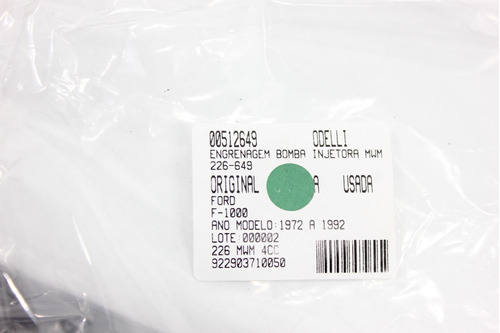 00512649 ODELLI
ENGRENAGEM BOMBA INJETORA MWM
226-649
ORIGINAL A USADA
FORD
F-1000
ANO MODELO:1972 A 1992
LOTE:000002
226 MWM 4CC
922903710050